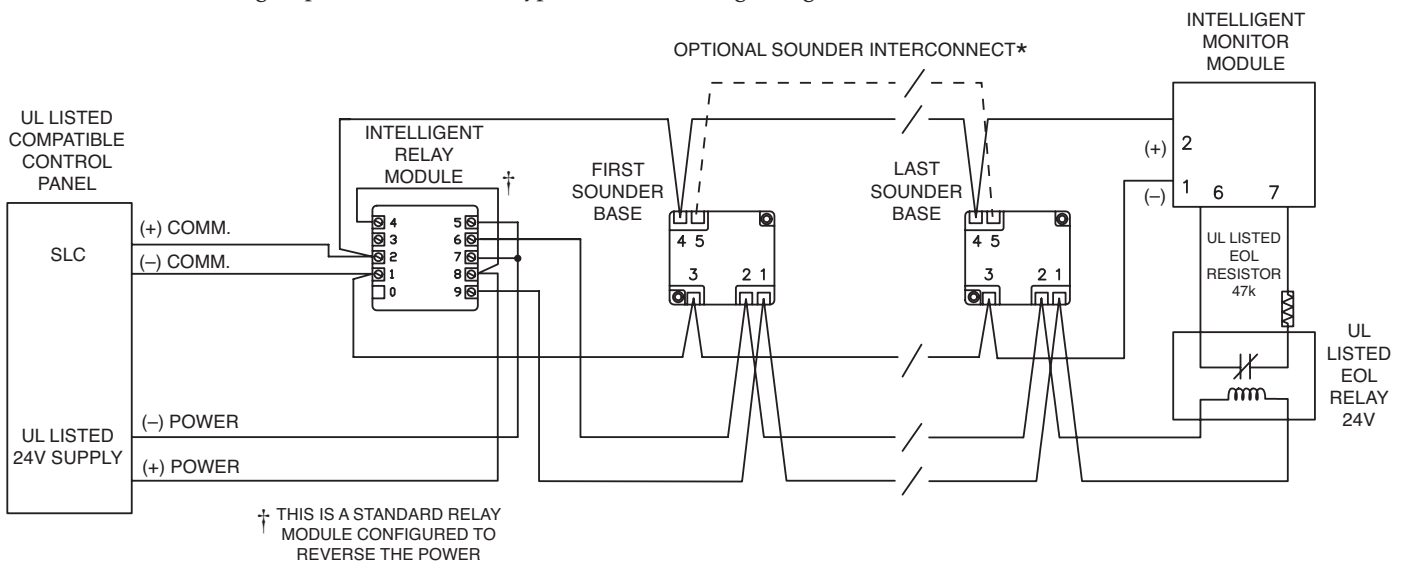 INTELLIGENT
MONITOR
MODULE
OPTIONAL SOUNDER INTERCONNECT*
UL LISTED
COMPATIBLE
CONTROL
PANEL
INTELLIGENT
RELAY
MODULE
†
FIRST
SOUNDER
BASE
LAST
SOUNDER
BASE
(+) 2
(–) 1
6 7
SLC
(+) COMM.
(–) COMM.
4 5
3 6
2 7
1 8
0 9
4 5
3 2 1
4 5
3 2 1
UL LISTED
EOL
RESISTOR
47k
UL
LISTED
EOL
RELAY
24V
UL LISTED
24V SUPPLY
(–) POWER
(+) POWER
† THIS IS A STANDARD RELAY
MODULE CONFIGURED TO
REVERSE THE POWER